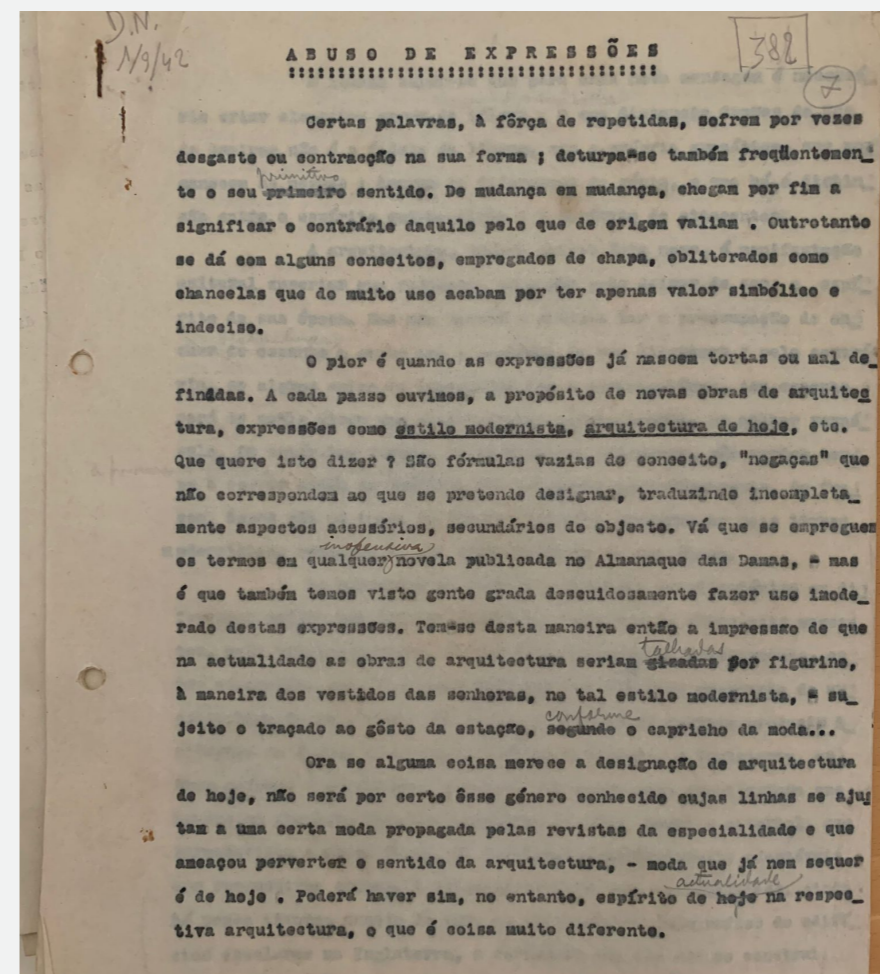 D.N.
1/9/42
382
7
ABUSO DE EXPRESSÕES
Certas palavras, à fôrça de repetidas, sofrem por vezes
desgaste ou contracção na sua forma ; deturpa-se também freqüentemen_
primitivo
te o seu primeiro sentido. De mudança em mudança, chegam por fim a
significar o contrário daquilo pelo que de origem valiam . Outrotanto
se dá com alguns conceitos, empregados de chapa, obliterados como
chancelas que do muito uso acabam por ter apenas valor simbólico e
indeciso.
O pior é quando as expressões já nascem tortas ou mal de_
finidas. A cada passo ouvimos, a propósito de novas obras de arquitec
tura, expressões como estilo modernista, arquitectura de hoje, etc.
Que quere isto dizer ? São fórmulas vazias de conceito, "negaças" que
não correspondem ao que se pretende designar, traduzindo incompleta_
mente aspectos acessórios, secundários do objecto. Vá que se empreguem
inofensiva
os termos em qualquer novela publicada no Almanaque das Damas, - mas
é que também temos visto gente grada descuidosamente fazer uso imode_
rado destas expressões. Tem-se desta maneira então a impressão de que
talhadas
na actualidade as obras de arquitectura seriam gizadas por figurino,
à maneira dos vestidos das senhoras, no tal estilo modernista, - su_
conforme
jeito o traçado ao gôsto da estação, segundo o capricho da moda...
Ora se alguma coisa merece a designação de arquitectura
de hoje, não será por certo êsse género conhecido cujas linhas se ajus
tam a uma certa moda propagada pelas revistas da especialidade e que
ameaçou perverter o sentido da arquitectura, - moda que já nem sequer
actualidade
é de hoje . Poderá haver sim, no entanto, espírito de hoje na respec_
tiva arquitectura, o que é coisa muito diferente.